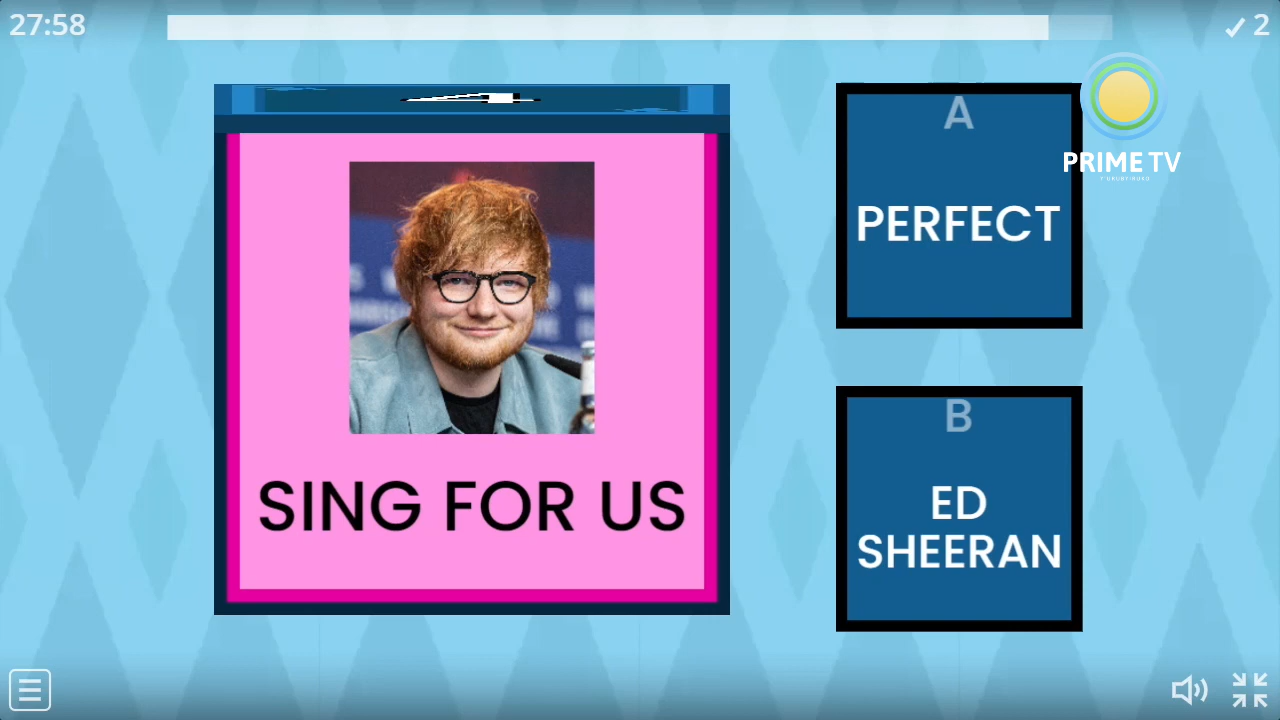 27:58
2
A
PRIME TV
PERFECT
SING FOR US
B
ED
SHEERAN